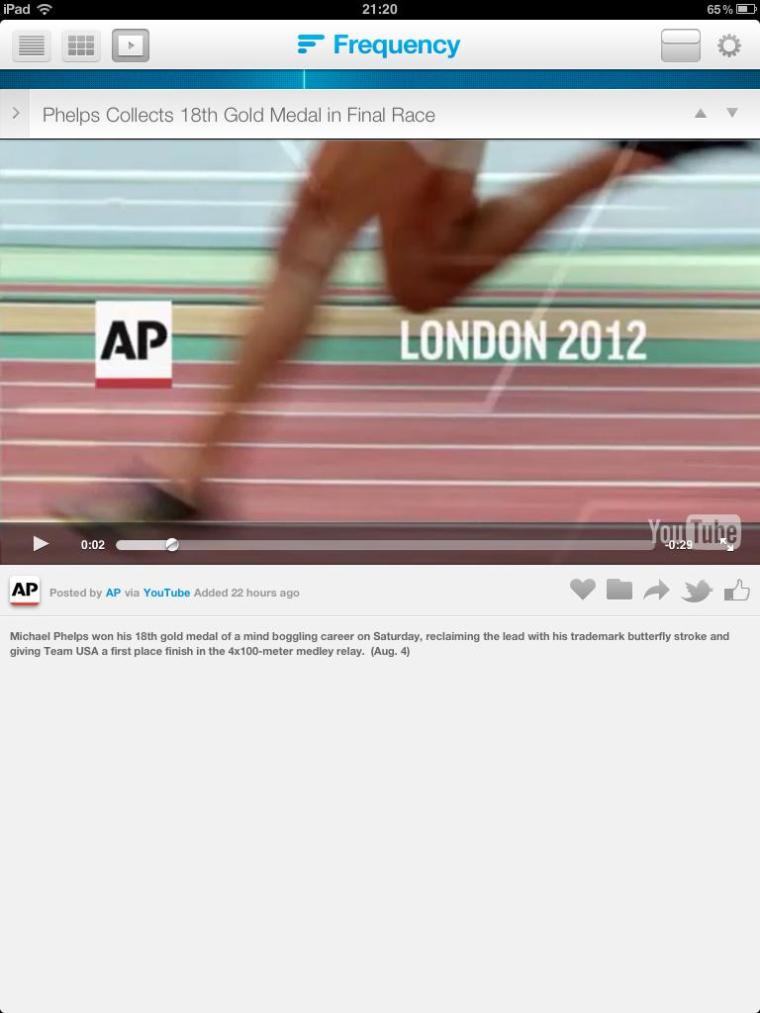 iPad 21:20 65%
Frequency
Phelps Collects 18th Gold Medal in Final Race
AP LONDON 2012
YouTube
0:02 -0:29
AP Posted by AP via YouTube Added 22 hours ago
Michael Phelps won his 18th gold medal of a mind boggling career on Saturday, reclaiming the lead with his trademark butterfly stroke and
giving Team USA a first place finish in the 4x100-meter medley relay. (Aug. 4)